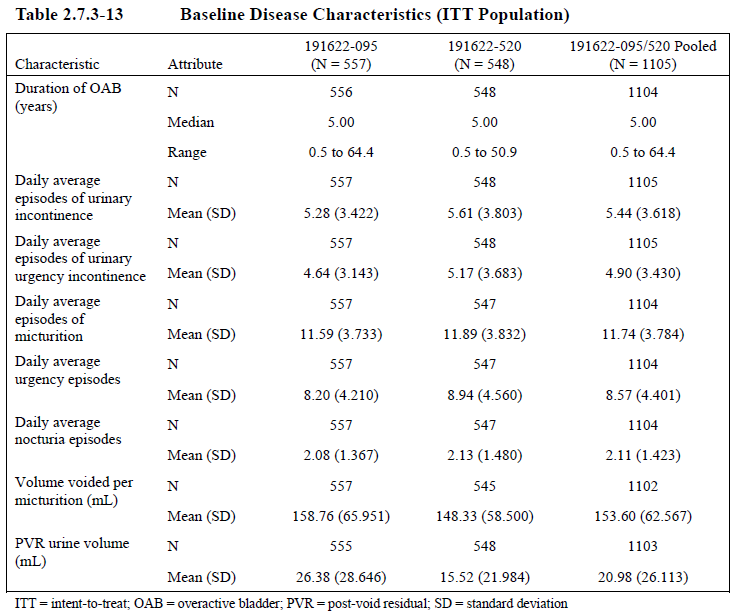 Table 2.7.3-13 Baseline Disease Characteristics (ITT Population)
191622-095 191622-520 191622-095/520 Pooled
Characteristic Attribute (N = 557) (N = 548) (N = 1105)
Duration of OAB N 556 548 1104
(years)
Median 5.00 5.00 5.00
Range 0.5 to 64.4 0.5 to 50.9 0.5 to 64.4
Daily average N 557 548 1105
episodes of urinary
incontinence Mean (SD) 5.28 (3.422) 5.61 (3.803) 5.44 (3.618)
Daily average N 557 548 1105
episodes of urinary
urgency incontinence Mean (SD) 4.64 (3.143) 5.17 (3.683) 4.90 (3.430)
Daily average N 557 547 1104
episodes of
micturition Mean (SD) 11.59 (3.733) 11.89 (3.832) 11.74 (3.784)
Daily average N 557 547 1104
urgency episodes
Mean (SD) 8.20 (4.210) 8.94 (4.560) 8.57 (4.401)
Daily average N 557 547 1104
nocturia episodes
Mean (SD) 2.08 (1.367) 2.13 (1.480) 2.11 (1.423)
Volume voided per N 557 545 1102
micturition (mL)
Mean (SD) 158.76 (65.951) 148.33 (58.500) 153.60 (62.567)
PVR urine volume N 555 548 1103
(mL)
Mean (SD) 26.38 (28.646) 15.52 (21.984) 20.98 (26.113)
ITT = intent-to-treat; OAB = overactive bladder; PVR = post-void residual; SD = standard deviation